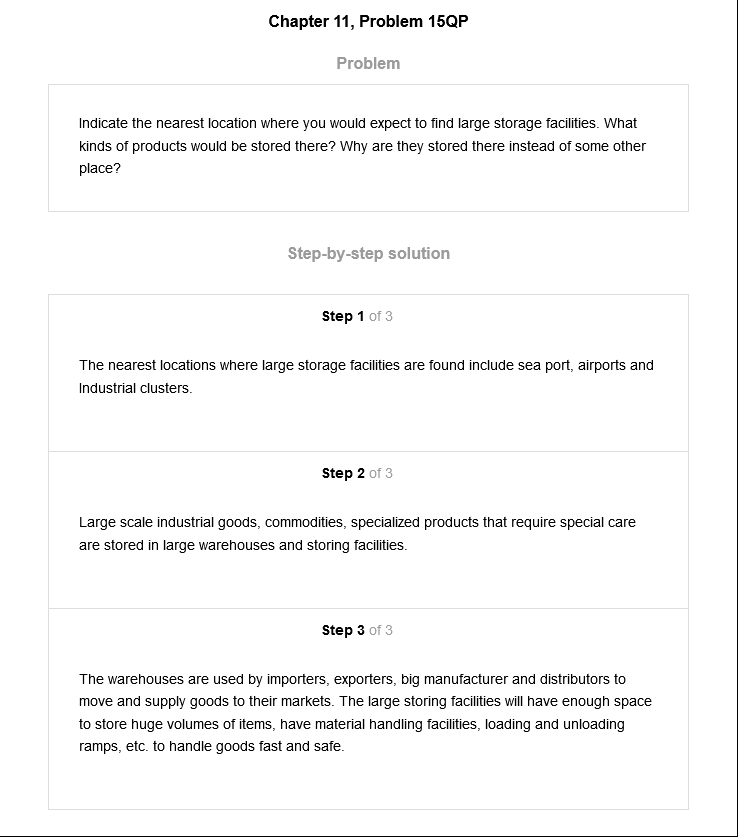 Chapter 11, Problem 15QP
Problem
Indicate the nearest location where you would expect to find large storage facilities. What
kinds of products would be stored there? Why are they stored there instead of some other
place?
Step-by-step solution
Step 1 of 3
The nearest locations where large storage facilities are found include sea port, airports and
Industrial clusters.
Step 2 of 3
Large scale industrial goods, commodities, specialized products that require special care
are stored in large warehouses and storing facilities.
Step 3 of 3
The warehouses are used by importers, exporters, big manufacturer and distributors to
move and supply goods to their markets. The large storing facilities will have enough space
to store huge volumes of items, have material handling facilities, loading and unloading
ramps, etc. to handle goods fast and safe.